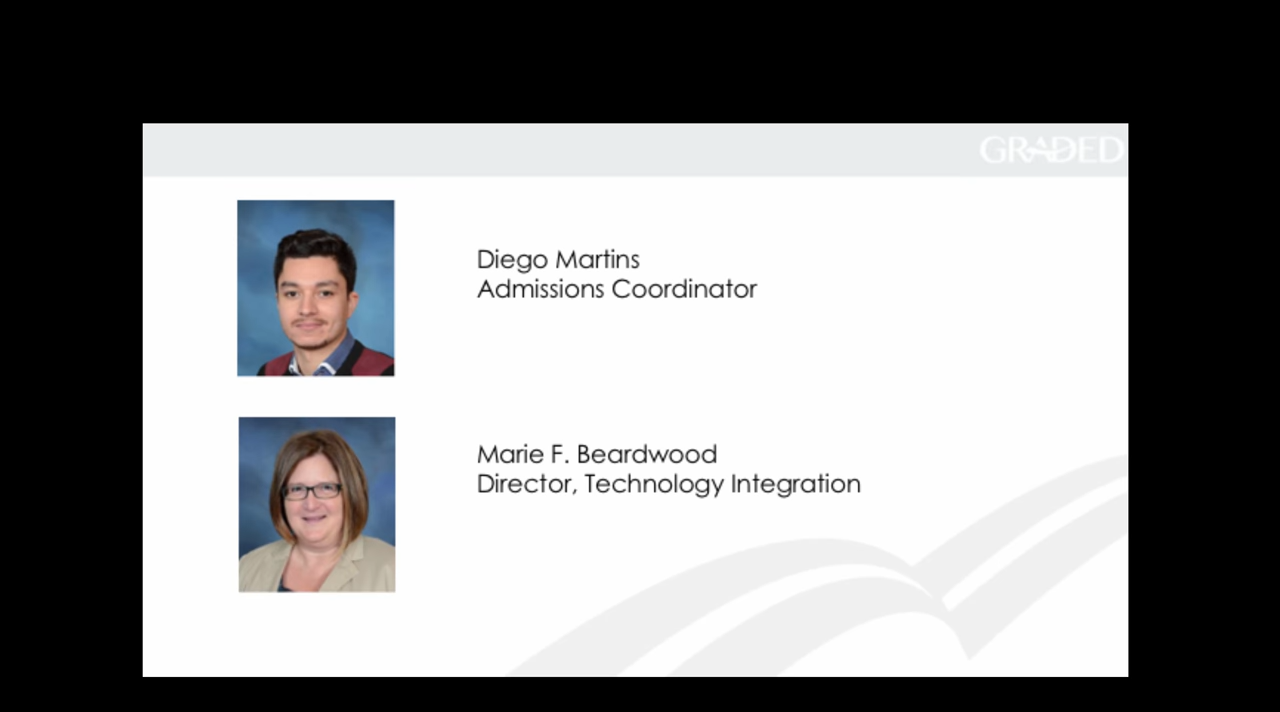 GRADED
Diego Martins
Admissions Coordinator
Marie F. Beardwood
Director, Technology Integration